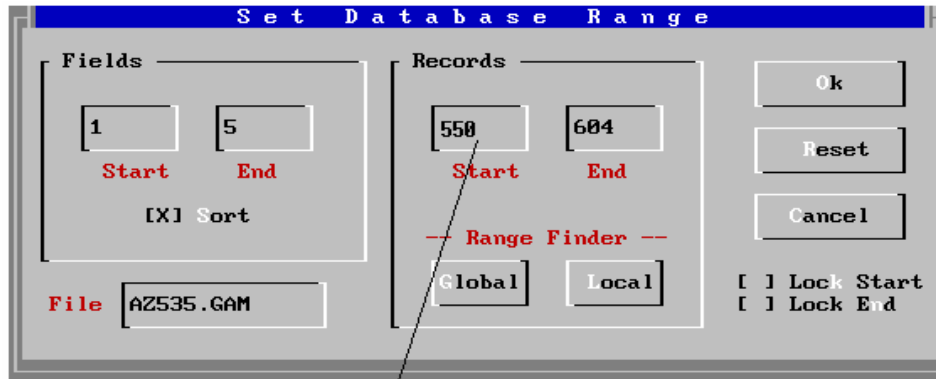 Set Database Range
Fields
1
5
Start
End
[X] Sort
File
AZ535.GAM
Records
550
604
Start
End
-- Range Finder --
Global
Local
Ok
Reset
Cancel
[ ] Lock Start
[ ] Lock End